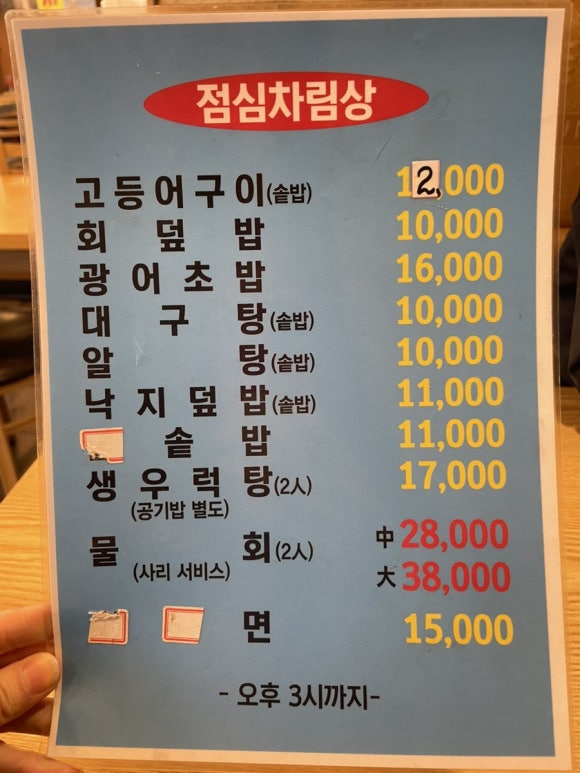 점심차림상
고등어구이(솥밥) 12,000
회덮밥 10,000
광어초밥 16,000
대구탕(솥밥) 10,000
알탕(솥밥) 10,000
낙지덮밥(솥밥) 11,000
솥밥 11,000
생우럭탕(2人) 17,000
(공기밥 별도)
물회(2人) 中 28,000
(사리 서비스) 大 38,000
면 15,000
- 오후 3시까지-